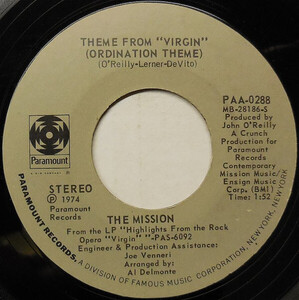 THEME FROM "VIRGIN"
(ORDINATION THEME)
(O'Reilly-Lerner-DeVito)
PAA-0288
MB-28186-S
Produced by
John O'Reilly
A Crunch
Production for
Paramount
Records
Contemporary
Mission Music/
Ensign Music
Corp. (BMI)
Time: 1:52
Paramount
STEREO
Ⓟ 1974
Paramount
Records
THE MISSION
From the LP "Highlights From the Rock
Opera "Virgin" "-PAS-6092
Engineer & Production Assistance:
Joe Venneri
Arranged by:
Al Delmonte
PARAMOUNT RECORDS, A DIVISION OF FAMOUS MUSIC CORPORATION, NEW YORK, NEW YORK